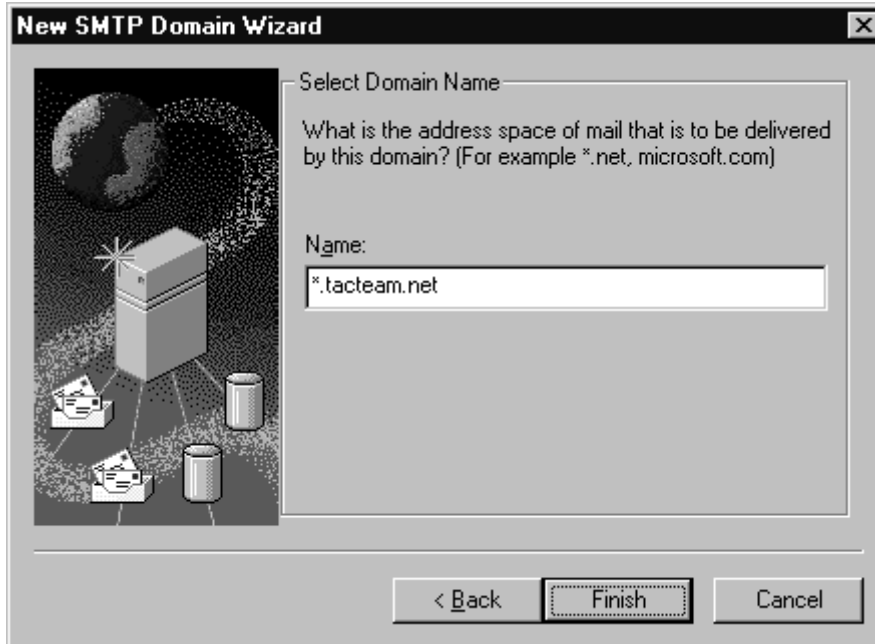 New SMTP Domain Wizard
Select Domain Name
What is the address space of mail that is to be delivered
by this domain? (For example *.net, microsoft.com)
Name:
*.tacteam.net
< Back
Finish
Cancel